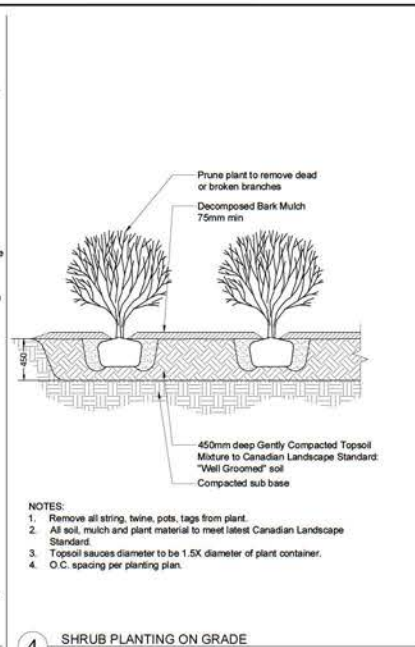 Prune plant to remove dead
or broken branches
Decomposed Bark Mulch
75mm min
450
450mm deep Gently Compacted Topsoil
Mixture to Canadian Landscape Standard:
"Well Groomed" soil
Compacted sub base
NOTES:
1. Remove all string, twine, pots, tags from plant.
2. All soil, mulch and plant material to meet latest Canadian Landscape
Standard.
3. Topsoil sauces diameter to be 1.5X diameter of plant container.
4. O.C. spacing per planting plan.
4 SHRUB PLANTING ON GRADE